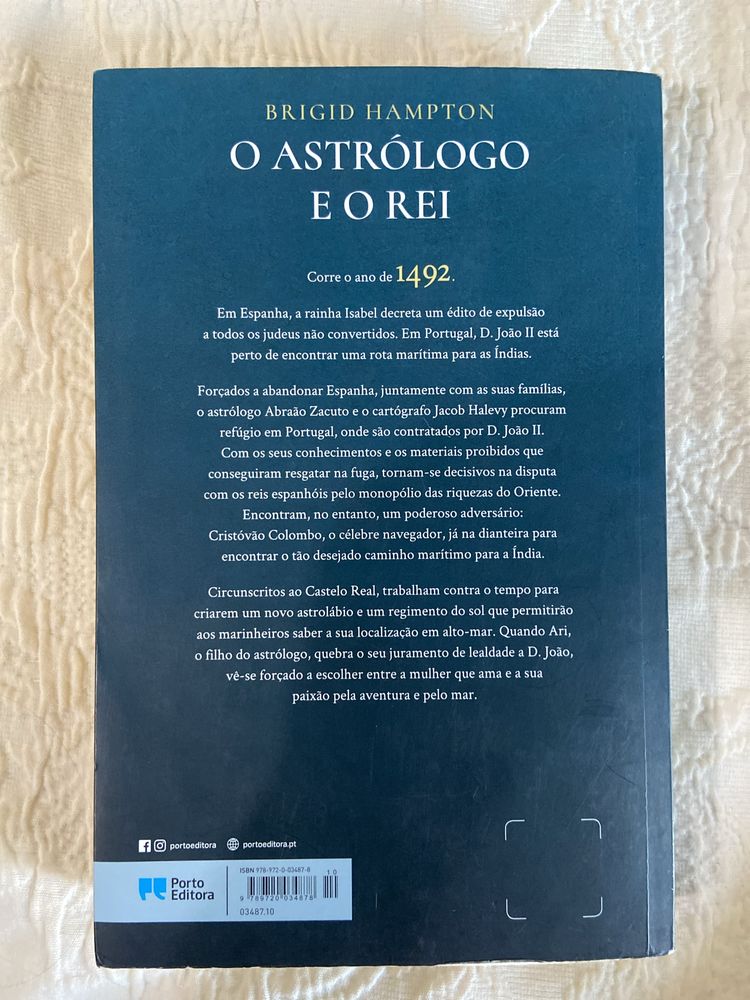 BRIGID HAMPTON
O ASTRÓLOGO
E O REI
Corre o ano de 1492.
Em Espanha, a rainha Isabel decreta um édito de expulsão
a todos os judeus não convertidos. Em Portugal, D. João II está
perto de encontrar uma rota marítima para as Índias.
Forçados a abandonar Espanha, juntamente com as suas famílias,
o astrólogo Abraão Zacuto e o cartógrafo Jacob Halevy procuram
refúgio em Portugal, onde são contratados por D. João II.
Com os seus conhecimentos e os materiais proibidos que
conseguiram resgatar na fuga, tornam-se decisivos na disputa
com os reis espanhóis pelo monopólio das riquezas do Oriente.
Encontram, no entanto, um poderoso adversário:
Cristóvão Colombo, o célebre navegador, já na dianteira para
encontrar o tão desejado caminho marítimo para a Índia.
Circunscritos ao Castelo Real, trabalham contra o tempo para
criarem um novo astrolábio e um regimento do sol que permitirão
aos marinheiros saber a sua localização em alto-mar. Quando Ari,
o filho do astrólogo, quebra o seu juramento de lealdade a D. João,
vê-se forçado a escolher entre a mulher que ama e a sua
paixão pela aventura e pelo mar.
portoeditora portoeditora.pt
Porto
Editora
ISBN 978-972-0-03487-8
10
9 789720 034878
03487.10